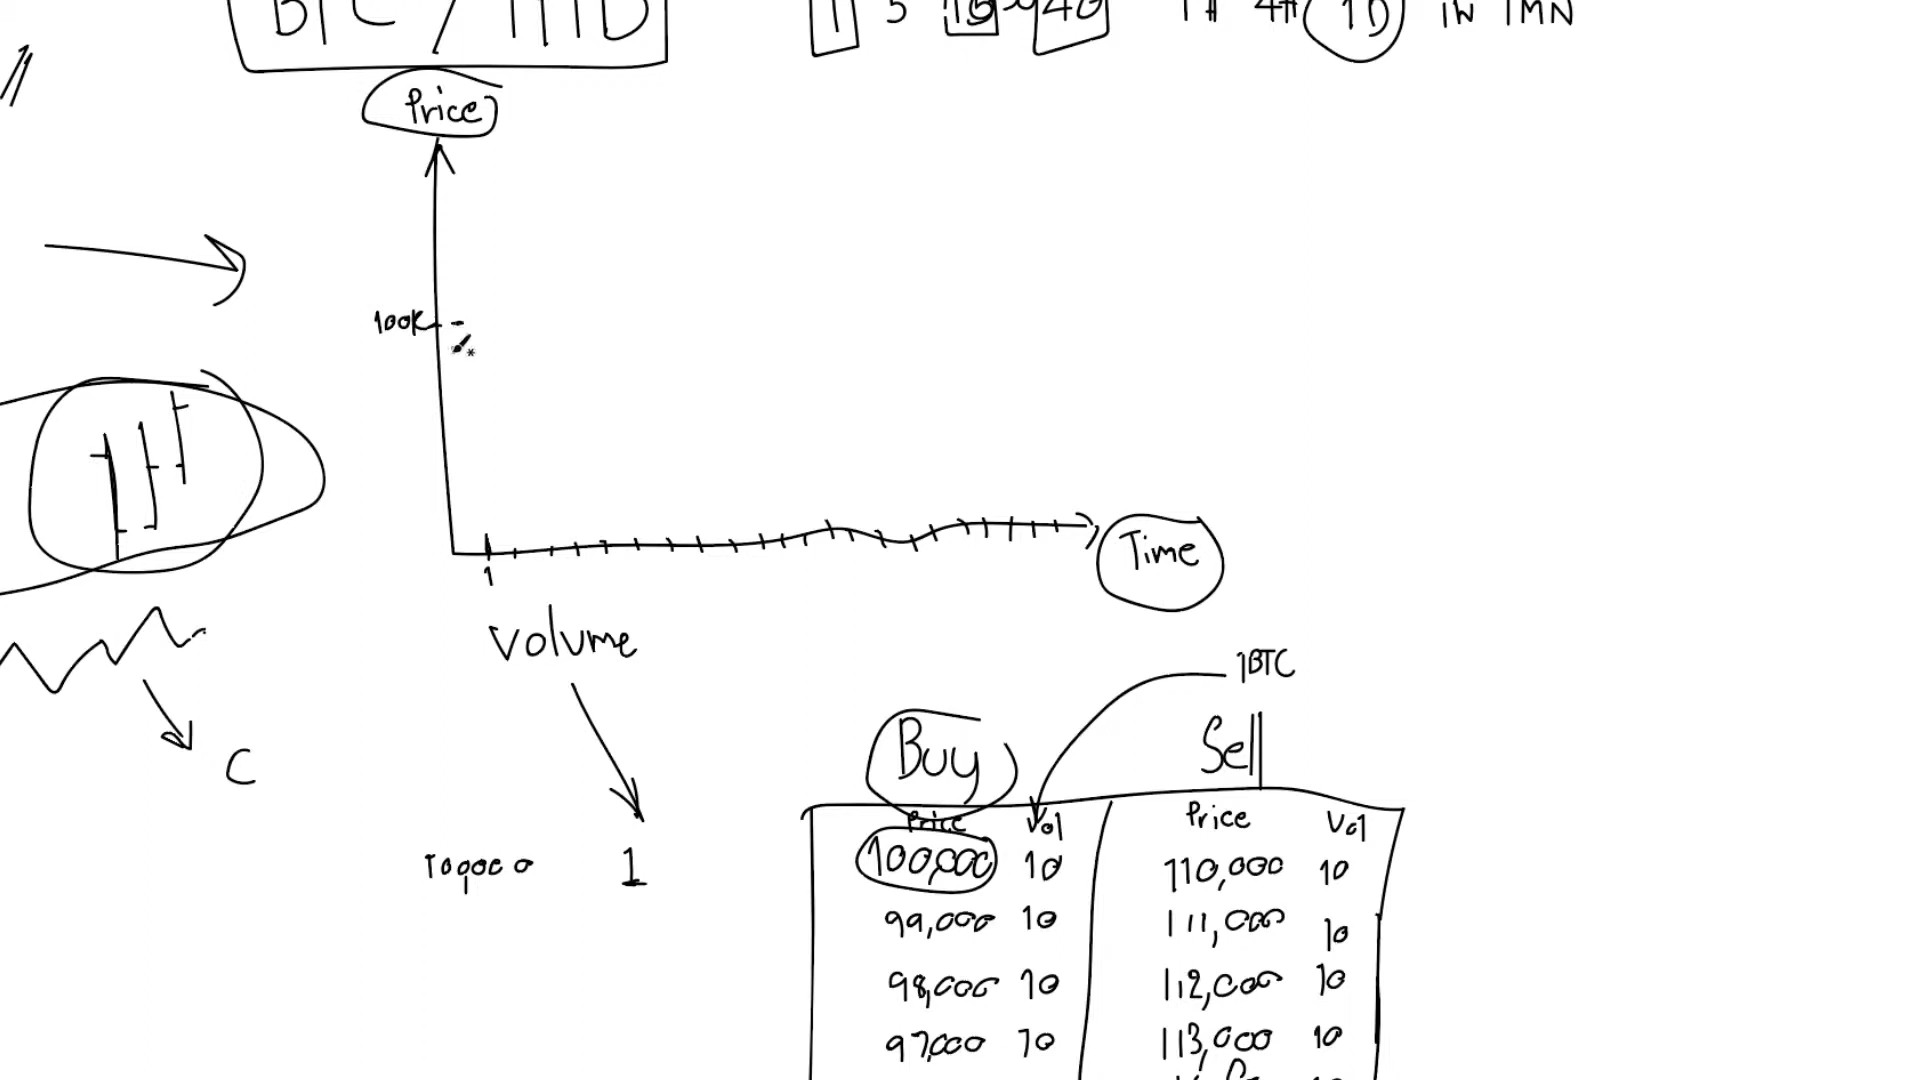 BTC / THB
1 5 15 1H 4H 1D 1W 1MN
Price
100K
1
Time
Volume
1BTC
C
Buy Sell
Price Vol Price Vol
100,000 10 110,000 10
100000 1
99,000 10 111,000 10
98,000 10 112,000 10
97,000 10 113,000 10